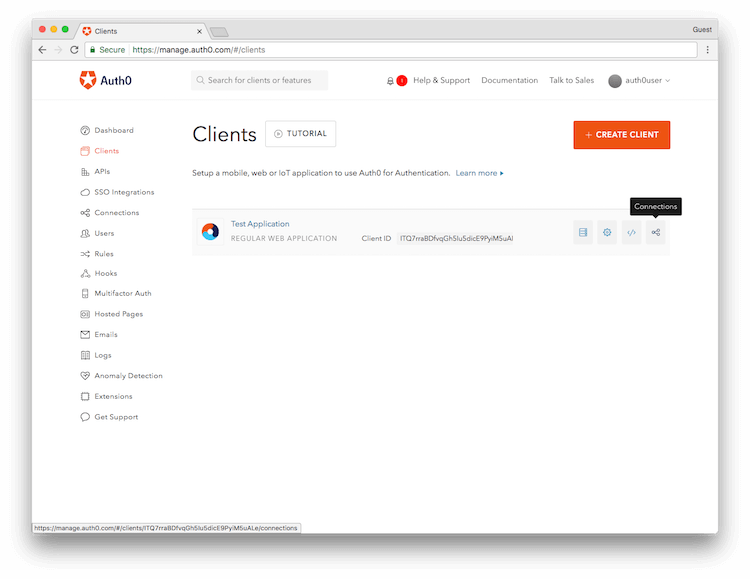 Clients
Guest
Secure https://manage.auth0.com/#/clients
Auth0
Search for clients or features
1
Help & Support
Documentation
Talk to Sales
auth0user
Dashboard
Clients
APIs
SSO Integrations
Connections
Users
Rules
Hooks
Multifactor Auth
Hosted Pages
Emails
Logs
Anomaly Detection
Extensions
Get Support
Clients
TUTORIAL
+ CREATE CLIENT
Setup a mobile, web or IoT application to use Auth0 for Authentication. Learn more
Connections
Test Application
REGULAR WEB APPLICATION
Client ID
https://manage.auth0.com/#/clients/ITQ7rraBDfvqGh5lu5dicE9PyiM5uALe/connections